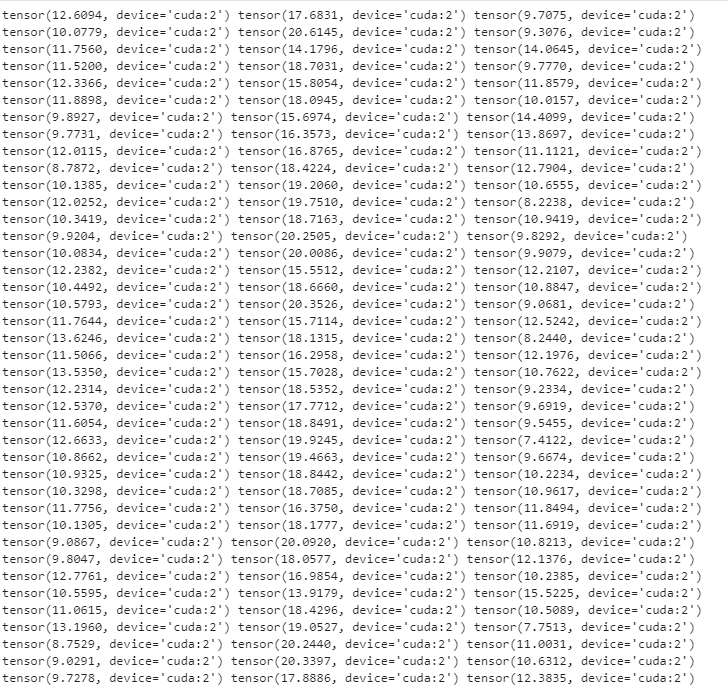 tensor(12.6094, device='cuda:2') tensor(17.6831, device='cuda:2') tensor(9.7075, device='cuda:2')
tensor(10.0779, device='cuda:2') tensor(20.6145, device='cuda:2') tensor(9.3076, device='cuda:2')
tensor(11.7560, device='cuda:2') tensor(14.1796, device='cuda:2') tensor(14.0645, device='cuda:2')
tensor(11.5200, device='cuda:2') tensor(18.7031, device='cuda:2') tensor(9.7770, device='cuda:2')
tensor(12.3366, device='cuda:2') tensor(15.8054, device='cuda:2') tensor(11.8579, device='cuda:2')
tensor(11.8898, device='cuda:2') tensor(18.0945, device='cuda:2') tensor(10.0157, device='cuda:2')
tensor(9.8927, device='cuda:2') tensor(15.6974, device='cuda:2') tensor(14.4099, device='cuda:2')
tensor(9.7731, device='cuda:2') tensor(16.3573, device='cuda:2') tensor(13.8697, device='cuda:2')
tensor(12.0115, device='cuda:2') tensor(16.8765, device='cuda:2') tensor(11.1121, device='cuda:2')
tensor(8.7872, device='cuda:2') tensor(18.4224, device='cuda:2') tensor(12.7904, device='cuda:2')
tensor(10.1385, device='cuda:2') tensor(19.2060, device='cuda:2') tensor(10.6555, device='cuda:2')
tensor(12.0252, device='cuda:2') tensor(19.7510, device='cuda:2') tensor(8.2238, device='cuda:2')
tensor(10.3419, device='cuda:2') tensor(18.7163, device='cuda:2') tensor(10.9419, device='cuda:2')
tensor(9.9204, device='cuda:2') tensor(20.2505, device='cuda:2') tensor(9.8292, device='cuda:2')
tensor(10.0834, device='cuda:2') tensor(20.0086, device='cuda:2') tensor(9.9079, device='cuda:2')
tensor(12.2382, device='cuda:2') tensor(15.5512, device='cuda:2') tensor(12.2107, device='cuda:2')
tensor(10.4492, device='cuda:2') tensor(18.6660, device='cuda:2') tensor(10.8847, device='cuda:2')
tensor(10.5793, device='cuda:2') tensor(20.3526, device='cuda:2') tensor(9.0681, device='cuda:2')
tensor(11.7644, device='cuda:2') tensor(15.7114, device='cuda:2') tensor(12.5242, device='cuda:2')
tensor(13.6246, device='cuda:2') tensor(18.1315, device='cuda:2') tensor(8.2440, device='cuda:2')
tensor(11.5066, device='cuda:2') tensor(16.2958, device='cuda:2') tensor(12.1976, device='cuda:2')
tensor(13.5350, device='cuda:2') tensor(15.7028, device='cuda:2') tensor(10.7622, device='cuda:2')
tensor(12.2314, device='cuda:2') tensor(18.5352, device='cuda:2') tensor(9.2334, device='cuda:2')
tensor(12.5370, device='cuda:2') tensor(17.7712, device='cuda:2') tensor(9.6919, device='cuda:2')
tensor(11.6054, device='cuda:2') tensor(18.8491, device='cuda:2') tensor(9.5455, device='cuda:2')
tensor(12.6633, device='cuda:2') tensor(19.9245, device='cuda:2') tensor(7.4122, device='cuda:2')
tensor(10.8662, device='cuda:2') tensor(19.4663, device='cuda:2') tensor(9.6674, device='cuda:2')
tensor(10.9325, device='cuda:2') tensor(18.8442, device='cuda:2') tensor(10.2234, device='cuda:2')
tensor(10.3298, device='cuda:2') tensor(18.7085, device='cuda:2') tensor(10.9617, device='cuda:2')
tensor(11.7756, device='cuda:2') tensor(16.3750, device='cuda:2') tensor(11.8494, device='cuda:2')
tensor(10.1305, device='cuda:2') tensor(18.1777, device='cuda:2') tensor(11.6919, device='cuda:2')
tensor(9.0867, device='cuda:2') tensor(20.0920, device='cuda:2') tensor(10.8213, device='cuda:2')
tensor(9.8047, device='cuda:2') tensor(18.0577, device='cuda:2') tensor(12.1376, device='cuda:2')
tensor(12.7761, device='cuda:2') tensor(16.9854, device='cuda:2') tensor(10.2385, device='cuda:2')
tensor(10.5595, device='cuda:2') tensor(13.9179, device='cuda:2') tensor(15.5225, device='cuda:2')
tensor(11.0615, device='cuda:2') tensor(18.4296, device='cuda:2') tensor(10.5089, device='cuda:2')
tensor(13.1960, device='cuda:2') tensor(19.0527, device='cuda:2') tensor(7.7513, device='cuda:2')
tensor(8.7529, device='cuda:2') tensor(20.2440, device='cuda:2') tensor(11.0031, device='cuda:2')
tensor(9.0291, device='cuda:2') tensor(20.3397, device='cuda:2') tensor(10.6312, device='cuda:2')
tensor(9.7278, device='cuda:2') tensor(17.8886, device='cuda:2') tensor(12.3835, device='cuda:2')